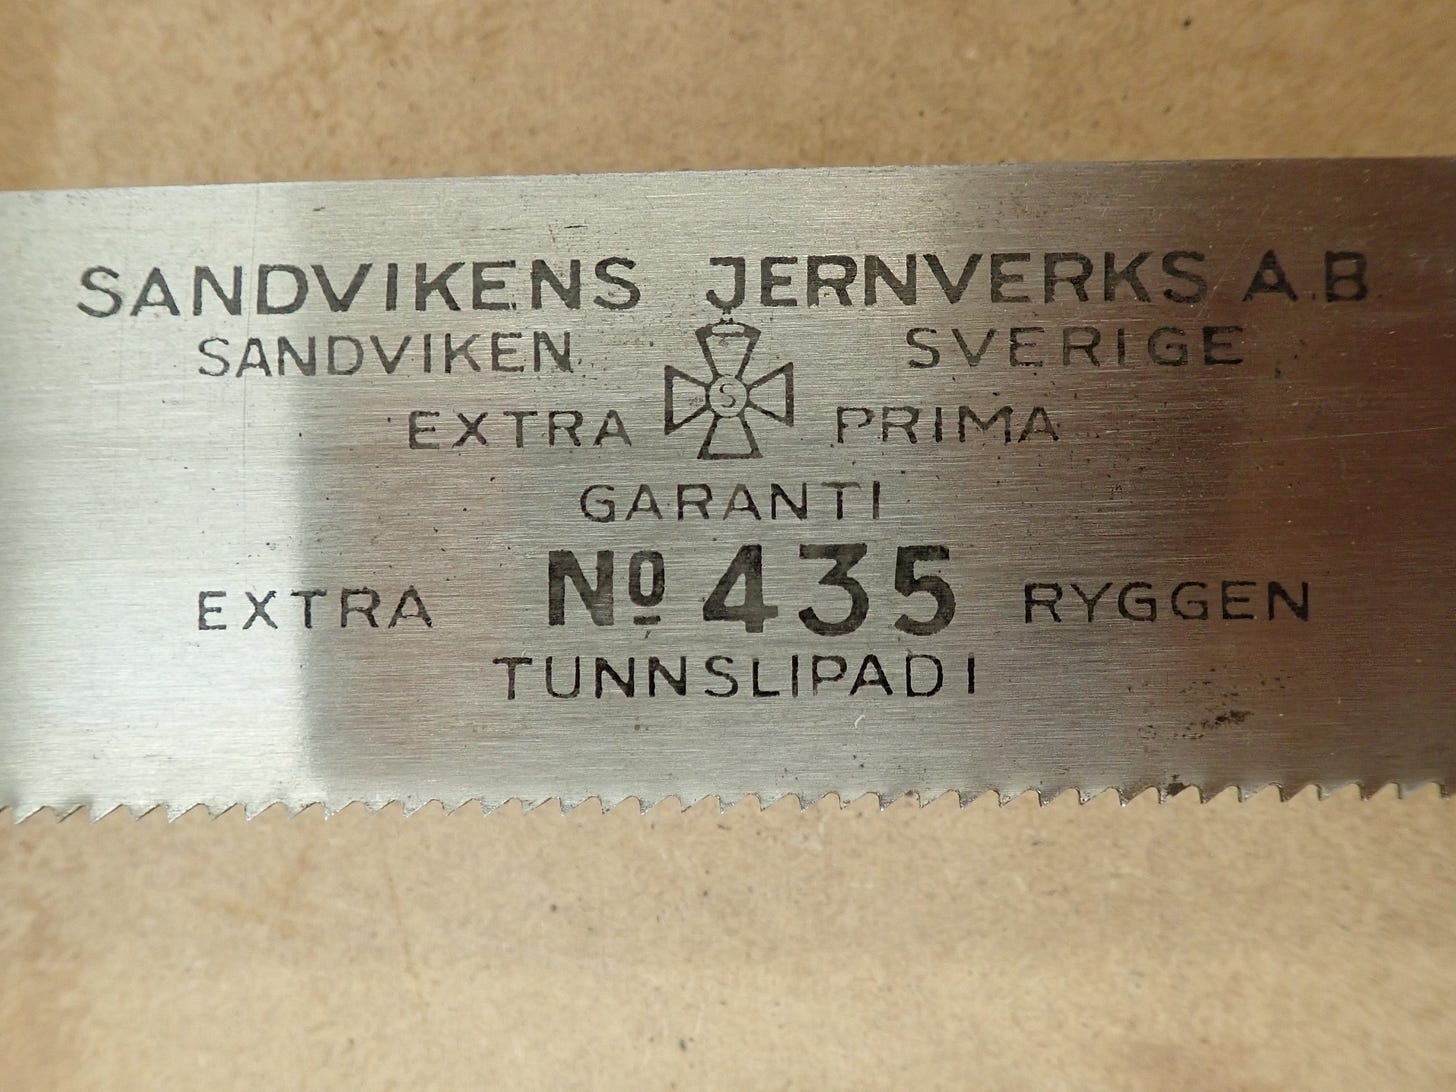 SANDVIKENS JERNVERKS A.B
SANDVIKEN SVERIGE
S
EXTRA PRIMA
GARANTI
EXTRA Nº 435 RYGGEN
TUNNSLIPAD I